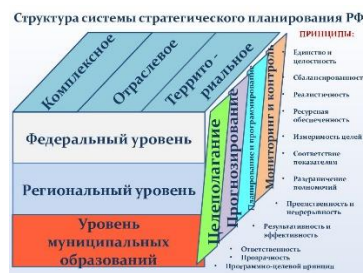 Структура системы стратегического планирования РФ
ПРИНЦИПЫ:
Комплексное
Отраслевое
Террито-
риальное
Федеральный уровень
Региональный уровень
Уровень
муниципальных
образований
Целеполагание
Прогнозирование
Планирование и программирование
Мониторинг и контроль
Единство и
целостность
Сбалансированность
Реалистичность
Ресурсная
обеспеченность
Измеримость целей
Соответствие
показателей
Разграничение
полномочий
Преемственность и
непрерывность
Результативность и
эффективность
• Ответственность
• Прозрачность
• Программно-целевой принцип